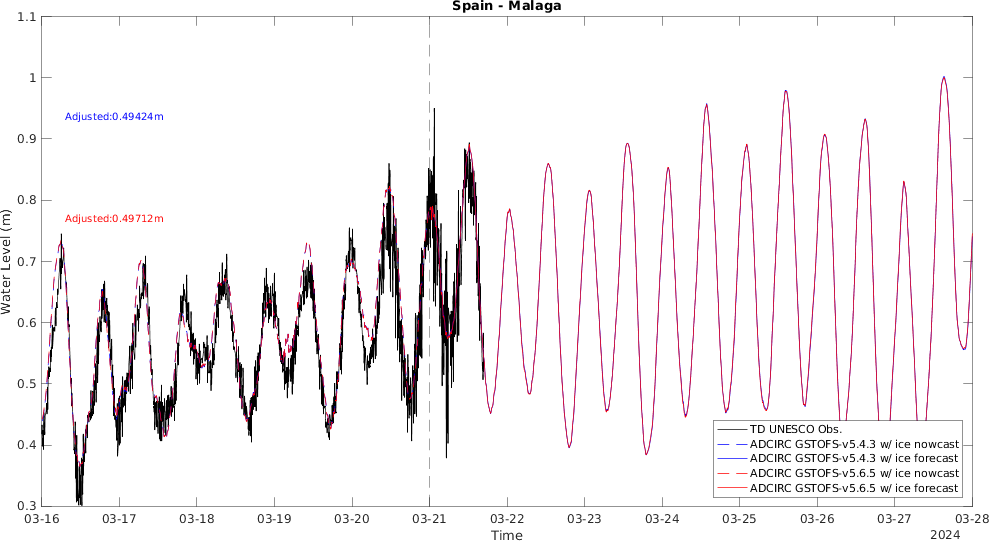 Spain - Malaga
1.1
1
0.9
0.8
0.7
0.6
0.5
0.4
0.3
Water Level (m)
Adjusted:0.49424m
Adjusted:0.49712m
TD UNESCO Obs.
ADCIRC GSTOFS-v5.4.3 w/ ice nowcast
ADCIRC GSTOFS-v5.4.3 w/ ice forecast
ADCIRC GSTOFS-v5.6.5 w/ ice nowcast
ADCIRC GSTOFS-v5.6.5 w/ ice forecast
03-16 03-17 03-18 03-19 03-20 03-21 03-22 03-23 03-24 03-25 03-26 03-27 03-28
Time
2024